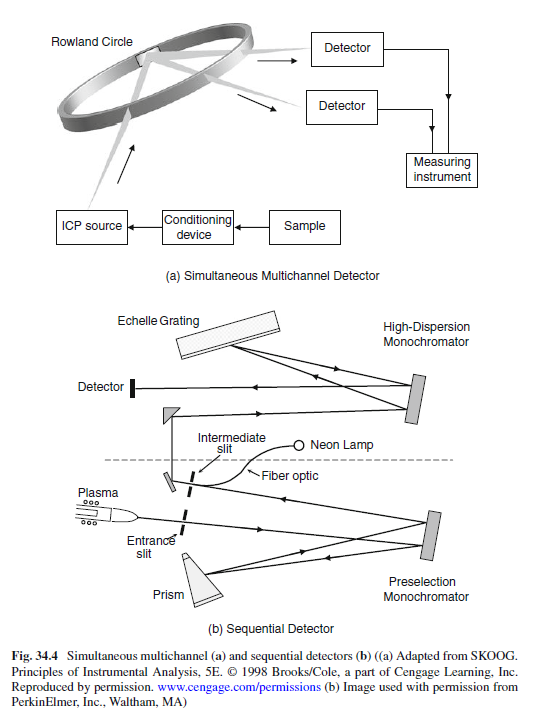 Rowland Circle
Detector
Detector
Measuring
instrument
ICP source
Conditioning
device
Sample
(a) Simultaneous Multichannel Detector
Echelle Grating
High-Dispersion
Monochromator
Detector
Intermediate
slit
Neon Lamp
Fiber optic
Plasma
Entrance
slit
Prism
Preselection
Monochromator
(b) Sequential Detector
Fig. 34.4 Simultaneous multichannel (a) and sequential detectors (b) ((a) Adapted from SKOOG.
Principles of Instrumental Analysis, 5E. © 1998 Brooks/Cole, a part of Cengage Learning, Inc.
Reproduced by permission. www.cengage.com/permissions (b) Image used with permission from
PerkinElmer, Inc., Waltham, MA)